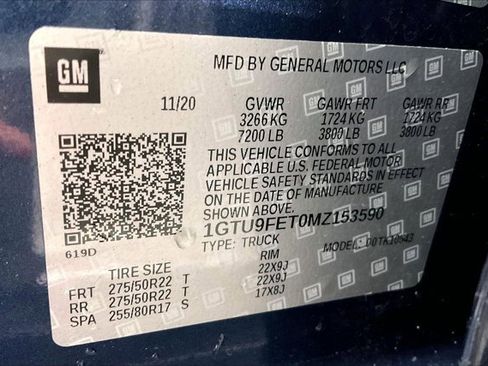 GM
MFD BY GENERAL MOTORS LLC
11/20 GVWR GAWR FRT GAWR RR
3266 KG 1724 KG 1724 KG
7200 LB 3800 LB 3800 LB
THIS VEHICLE CONFORMS TO ALL
APPLICABLE U.S. FEDERAL MOTOR
VEHICLE SAFETY STANDARDS IN EFFECT
ON THE DATE OF MANUFACTURE SHOWN ABOVE.
1GTU9FET0MZ153590
619D TYPE: TRUCK MODEL: 00TK10543
TIRE SIZE RIM
FRT 275/50R22 T 22X9J
RR 275/50R22 T 22X9J
SPA 255/80R17 S 17X8J